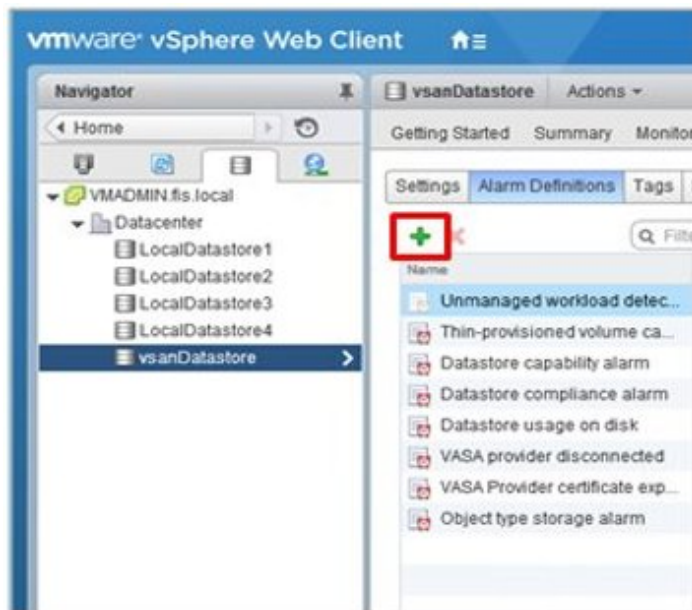 vmware vSphere Web Client
Navigator
Home
VMADMIN.fis.local
Datacenter
LocalDatastore1
LocalDatastore2
LocalDatastore3
LocalDatastore4
vsanDatastore
vsanDatastore Actions
Getting Started Summary Monitor
Settings Alarm Definitions Tags
Filte
Name
Unmanaged workload detec...
Thin-provisioned volume ca...
Datastore capability alarm
Datastore compliance alarm
Datastore usage on disk
VASA provider disconnected
VASA Provider certificate exp...
Object type storage alarm